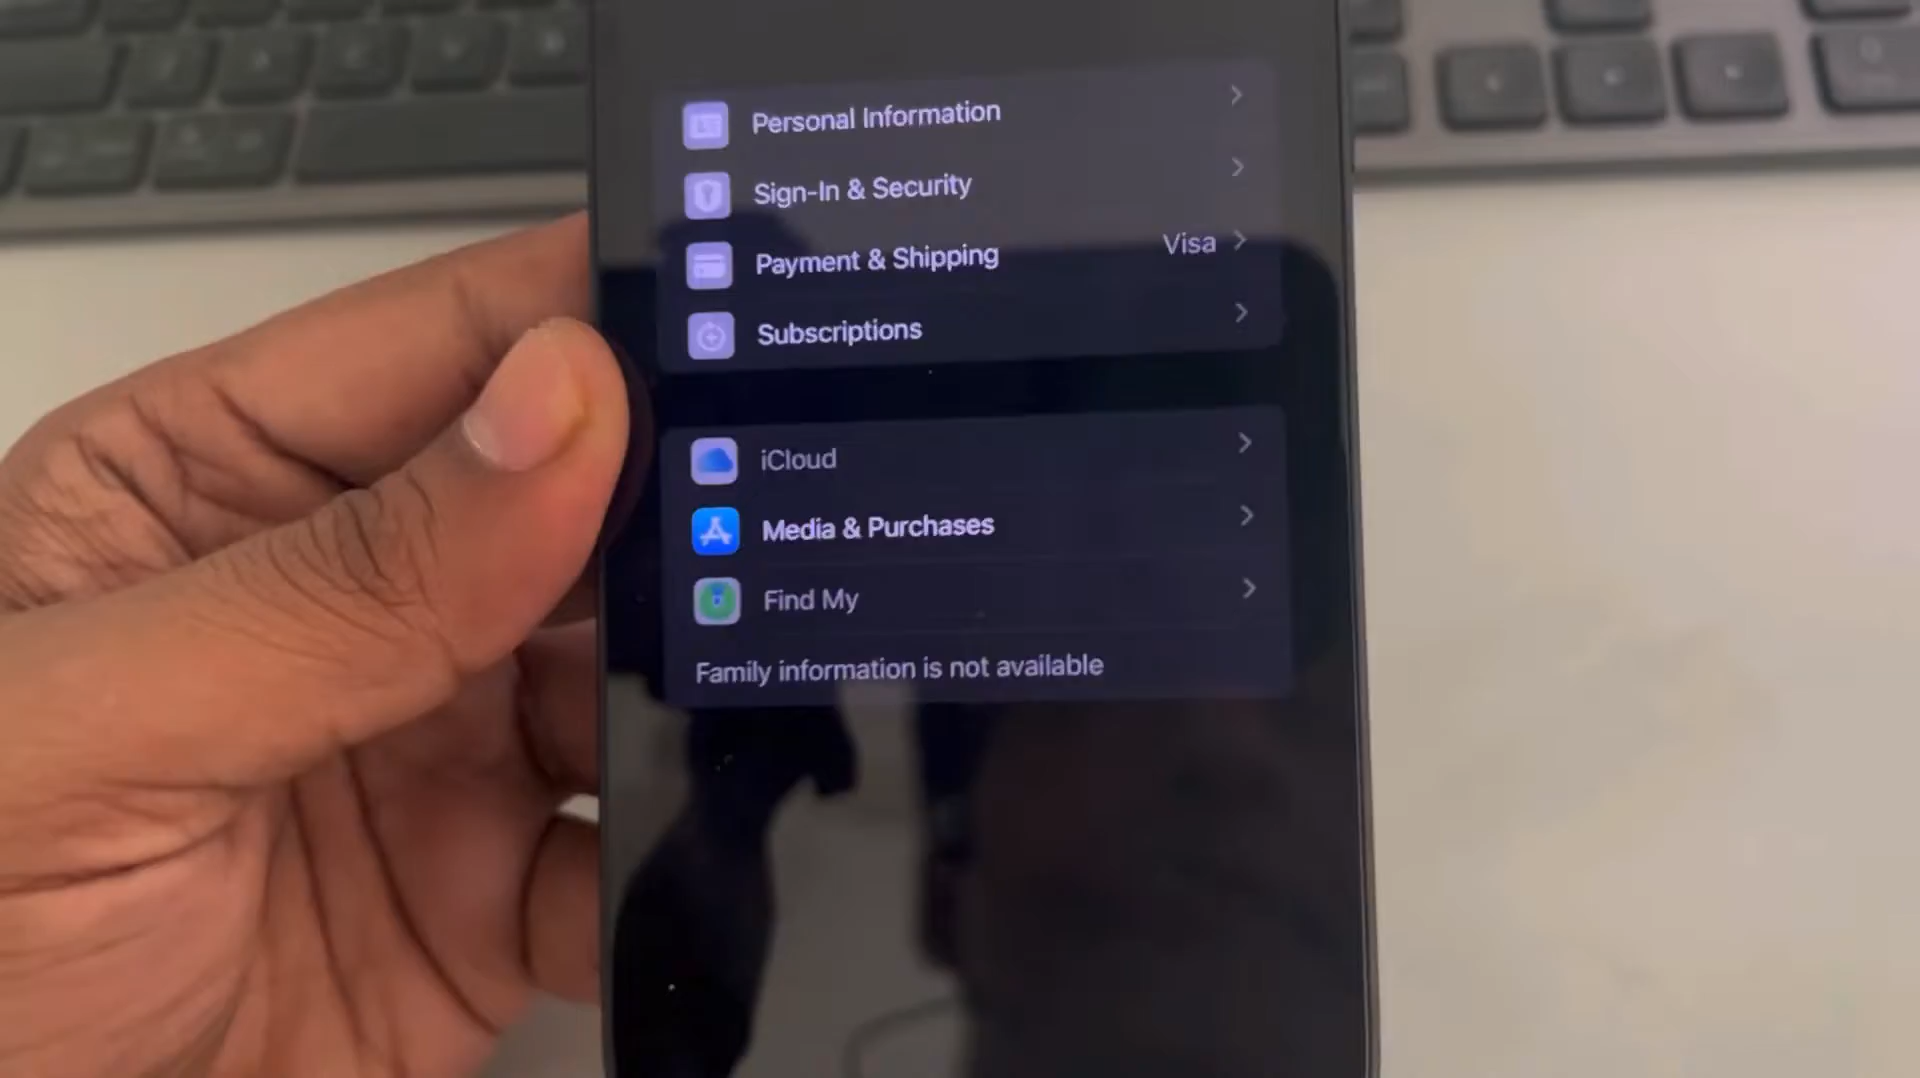 Personal Information
Sign-In & Security
Payment & Shipping Visa
Subscriptions
iCloud
Media & Purchases
Find My
Family information is not available